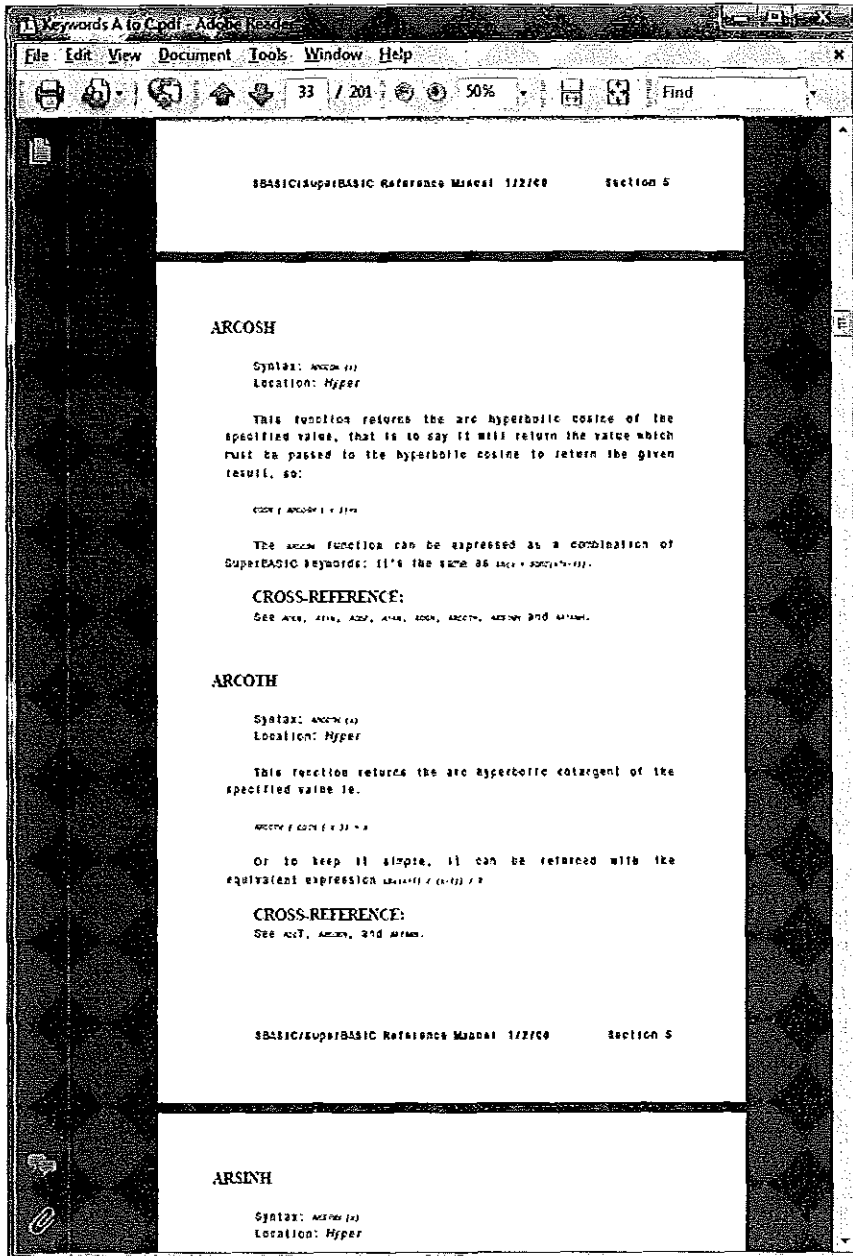 Keywords A to C.pdf - Adobe Reader
File Edit View Document Tools Window Help
33 / 201 50% Find
SBASIC/SuperBASIC Reference Manual 1/2/00 Section 5
ARCOSH
Syntax: ARCOSH (x)
Location: Hyper
This function returns the arc hyperbolic cosine of the
specified value, that is to say it will return the value which
must be passed to the hyperbolic cosine to return the given
result, so:
The function can be expressed as a combination of
SuperBASIC keywords: it's the same as
CROSS-REFERENCE:
See and
ARCOTH
Syntax: ARCOTH (x)
Location: Hyper
This function returns the arc hyperbolic cotangent of the
specified value ie.
Or to keep it simple, it can be returned with the
equivalent expression
CROSS-REFERENCE:
See and
SBASIC/SuperBASIC Reference Manual 1/2/00 Section 5
ARSINH
Syntax: ARSINH (x)
Location: Hyper